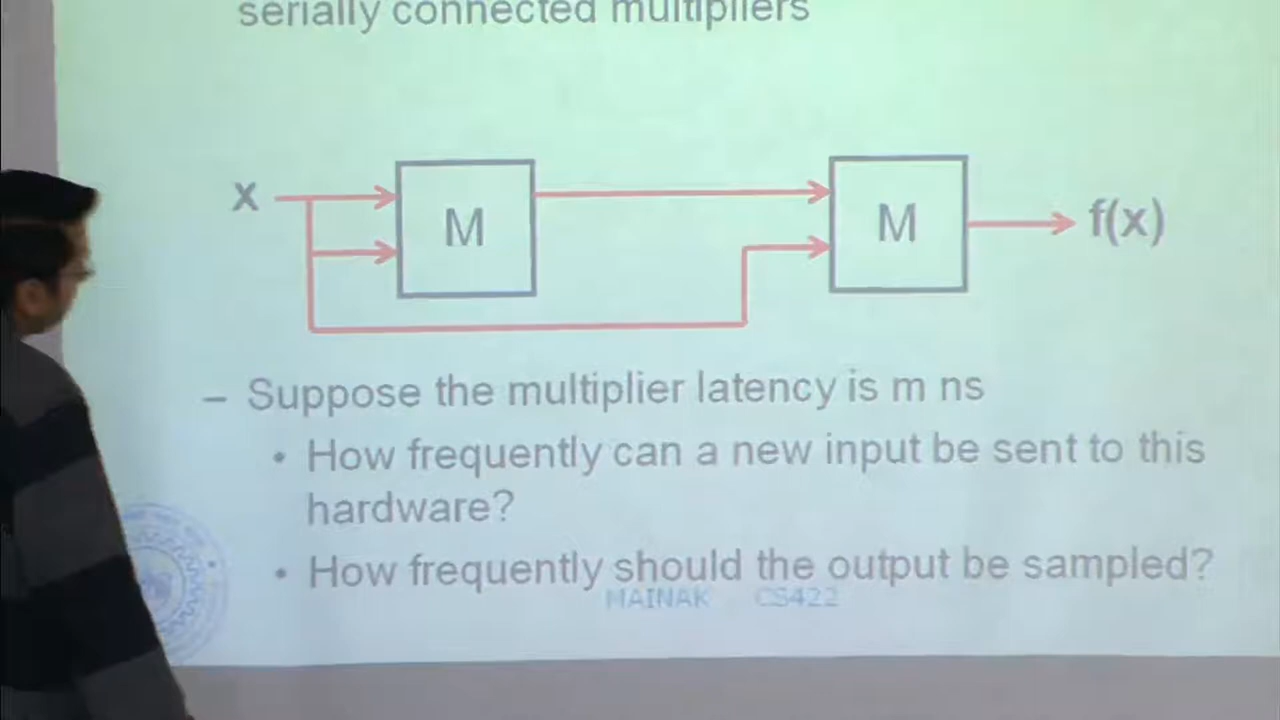 serially connected multipliers
x
M
M
f(x)
– Suppose the multiplier latency is m ns
• How frequently can a new input be sent to this
hardware?
• How frequently should the output be sampled?
MAINAK CS422